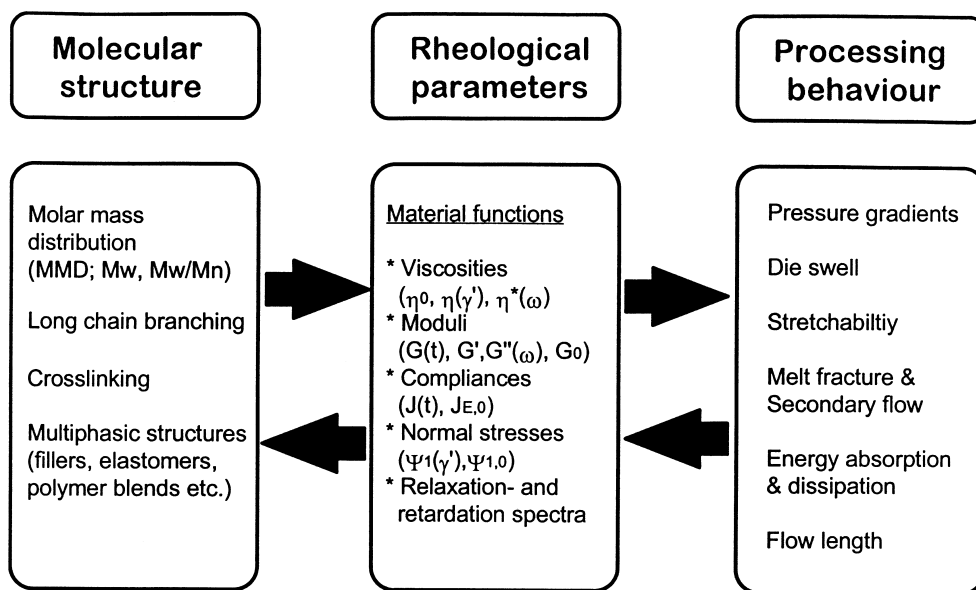 Molecular
structure
Rheological
parameters
Processing
behaviour
Molar mass
distribution
(MMD; Mw, Mw/Mn)
Long chain branching
Crosslinking
Multiphasic structures
(fillers, elastomers,
polymer blends etc.)
Material functions
* Viscosities
(η0, η(γ'), η*(ω)
* Moduli
(G(t), G',G"(ω), G0)
* Compliances
(J(t), JE,0)
* Normal stresses
(Ψ1(γ'),Ψ1,0)
* Relaxation- and
retardation spectra
Pressure gradients
Die swell
Stretchabiltiy
Melt fracture &
Secondary flow
Energy absorption
& dissipation
Flow length